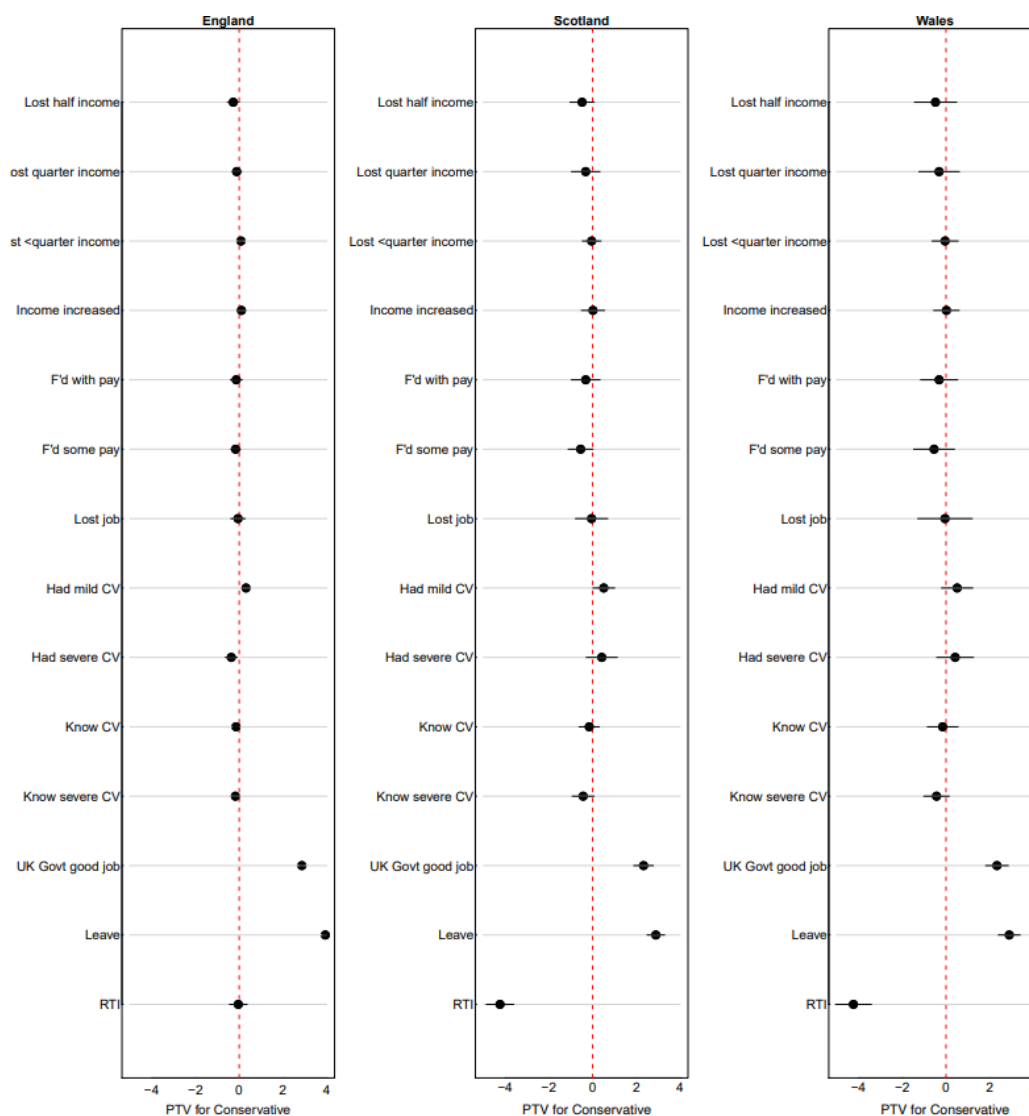 England
Lost half income
ost quarter income
st <quarter income
Income increased
F'd with pay
F'd some pay
Lost job
Had mild CV
Had severe CV
Know CV
Know severe CV
UK Govt good job
Leave
RTI
−4 −2 0 2 4
PTV for Conservative
Scotland
Lost half income
Lost quarter income
Lost <quarter income
Income increased
F'd with pay
F'd some pay
Lost job
Had mild CV
Had severe CV
Know CV
Know severe CV
UK Govt good job
Leave
RTI
−4 −2 0 2 4
PTV for Conservative
Wales
Lost half income
Lost quarter income
Lost <quarter income
Income increased
F'd with pay
F'd some pay
Lost job
Had mild CV
Had severe CV
Know CV
Know severe CV
UK Govt good job
Leave
RTI
−4 −2 0 2
PTV for Conservative